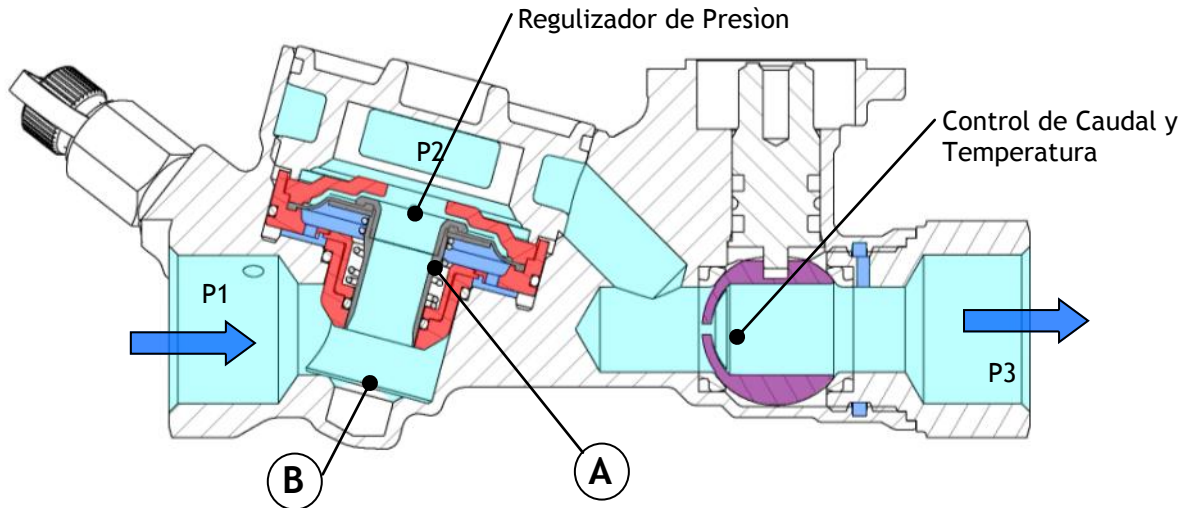 Regulizador de Presìon
P2
Control de Caudal y
Temperatura
P1
P3
B
A